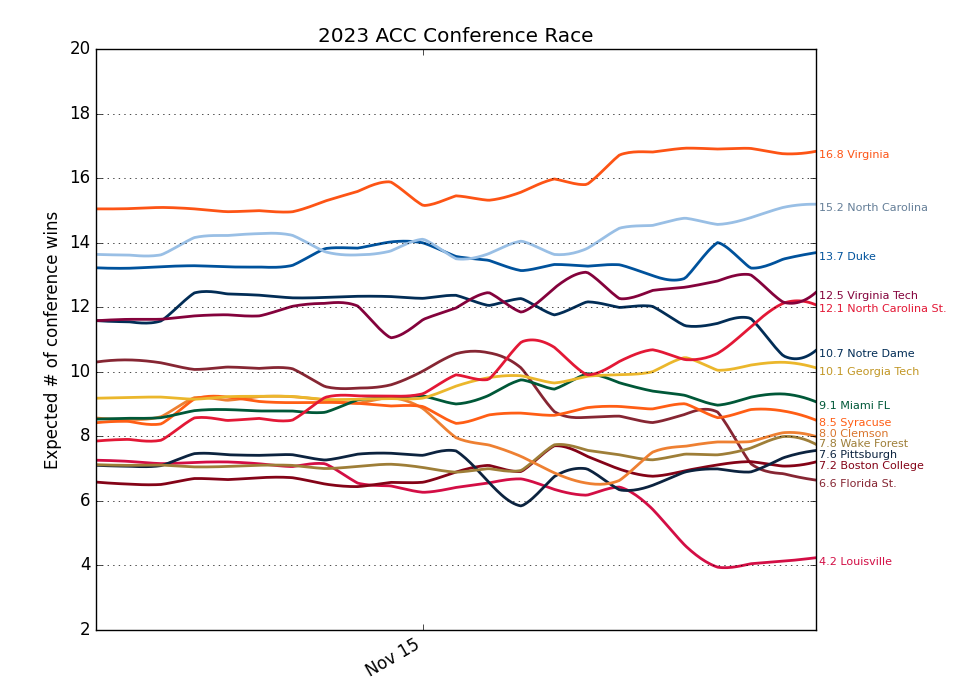 2023 ACC Conference Race
Expected # of conference wins
20
18
16
14
12
10
8
6
4
2
Nov 15
16.8 Virginia
15.2 North Carolina
13.7 Duke
12.5 Virginia Tech
12.1 North Carolina St.
10.7 Notre Dame
10.1 Georgia Tech
9.1 Miami FL
8.5 Syracuse
8.0 Clemson
7.8 Wake Forest
7.6 Pittsburgh
7.2 Boston College
6.6 Florida St.
4.2 Louisville